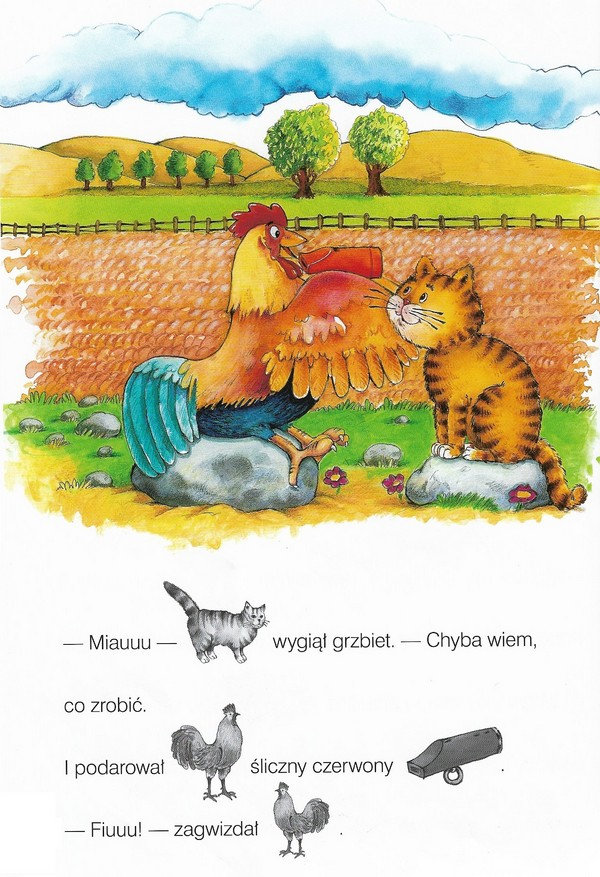 — Miauuu — wygiął grzbiet. — Chyba wiem,
co zrobić.
I podarował śliczny czerwony .
— Fiuuu! — zagwizdał .